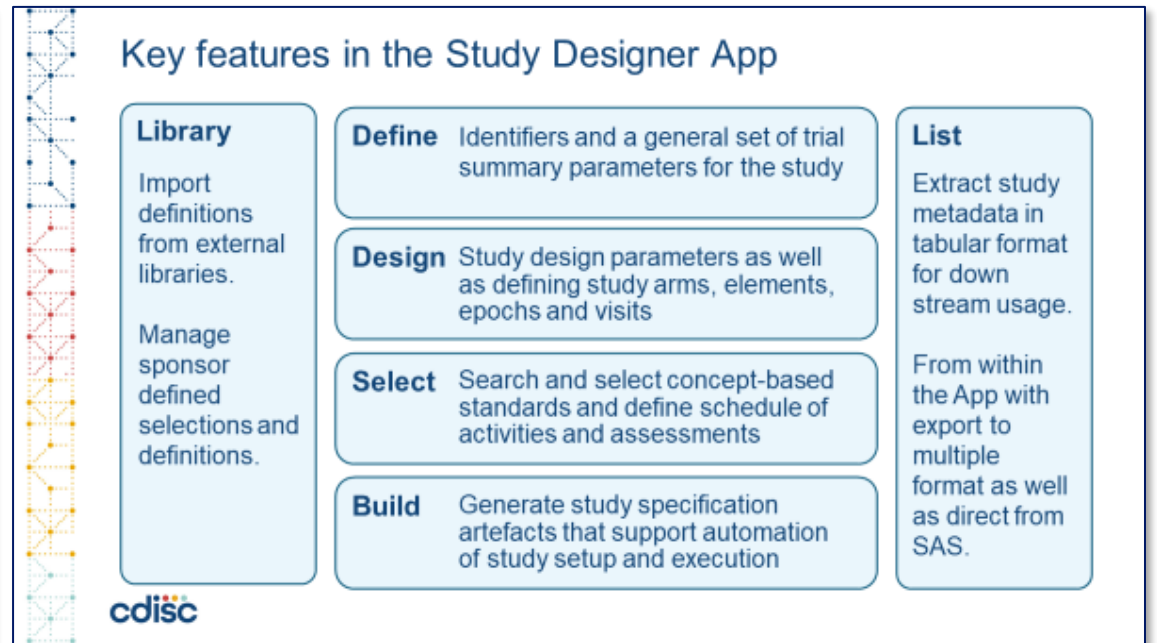 Key features in the Study Designer App
Library
Import
definitions
from external
libraries.
Manage
sponsor
defined
selections and
definitions.
Define Identifiers and a general set of trial
summary parameters for the study
Design Study design parameters as well
as defining study arms, elements,
epochs and visits
Select Search and select concept-based
standards and define schedule of
activities and assessments
Build Generate study specification
artefacts that support automation
of study setup and execution
List
Extract study
metadata in
tabular format
for down
stream usage.
From within
the App with
export to
multiple
format as well
as direct from
SAS.
cdisc